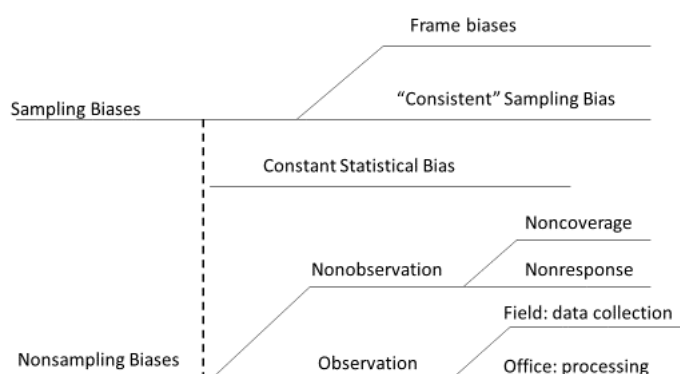 Frame biases
“Consistent” Sampling Bias
Sampling Biases
Constant Statistical Bias
Noncoverage
Nonobservation
Nonresponse
Field: data collection
Nonsampling Biases
Observation
Office: processing